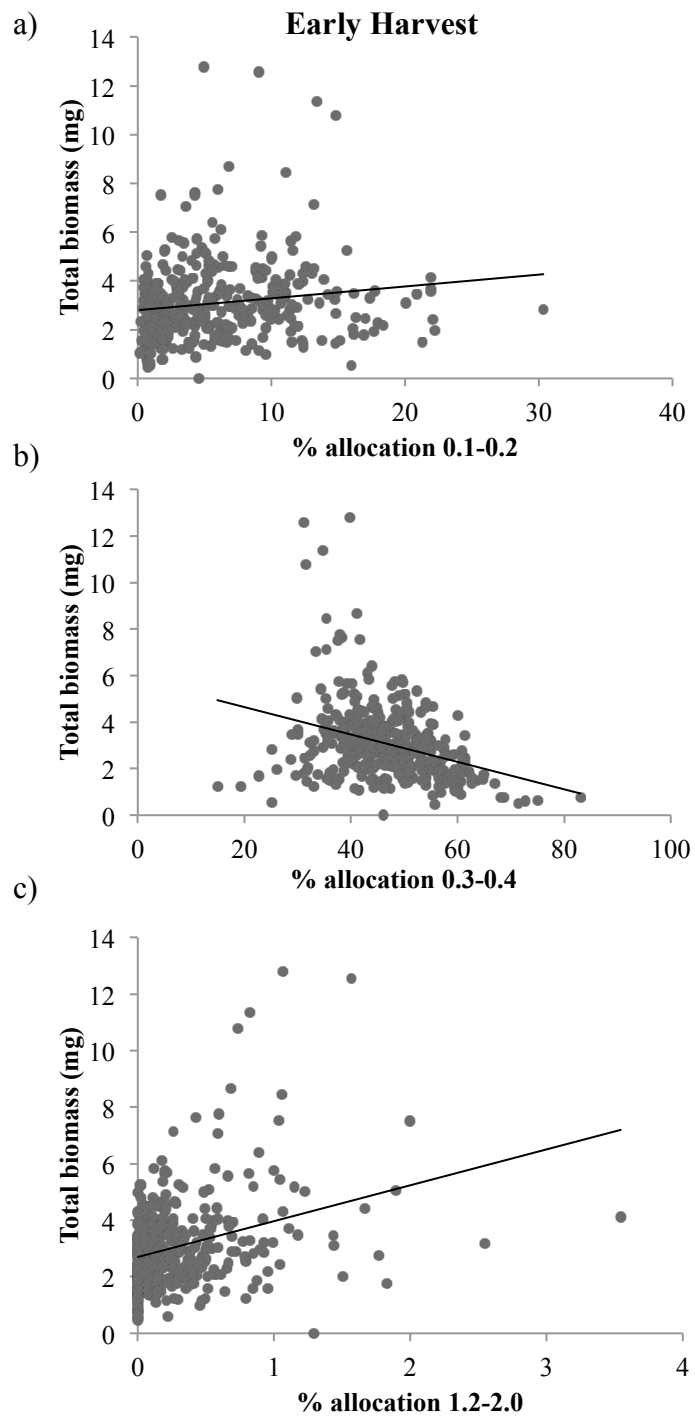 a)
Early Harvest
Total biomass (mg)
14
12
10
8
6
4
2
0
0 10 20 30 40
% allocation 0.1-0.2
b)
Total biomass (mg)
14
12
10
8
6
4
2
0
0 20 40 60 80 100
% allocation 0.3-0.4
c)
Total biomass (mg)
14
12
10
8
6
4
2
0
0 1 2 3 4
% allocation 1.2-2.0